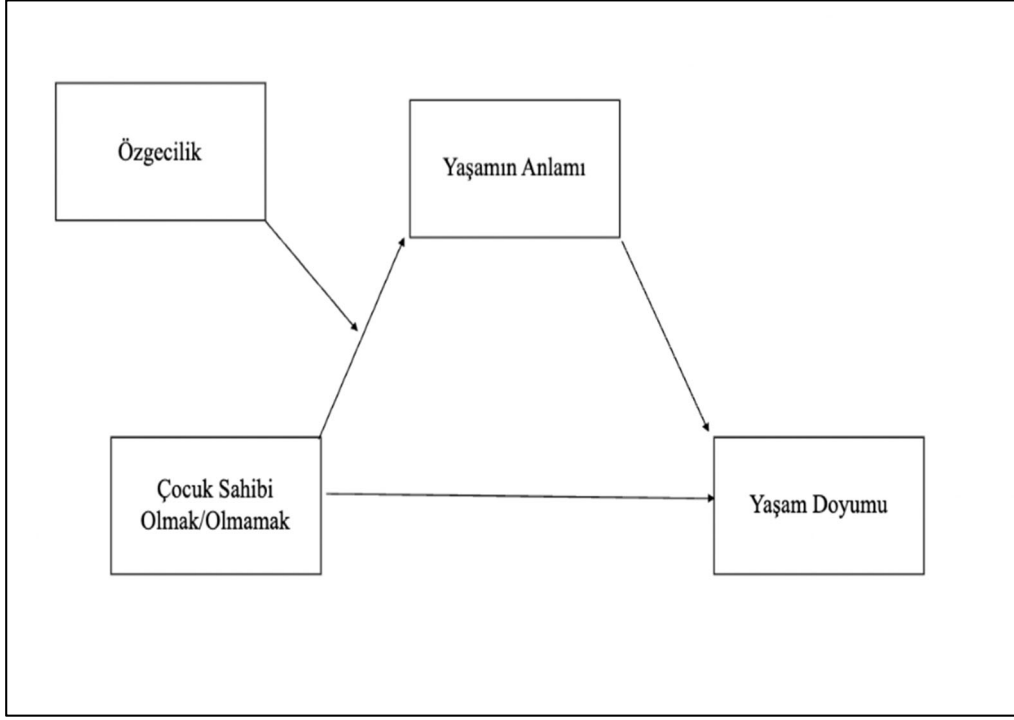 Özgecilik
Yaşamın Anlamı
Çocuk Sahibi
Olmak/Olmamak
Yaşam Doyumu